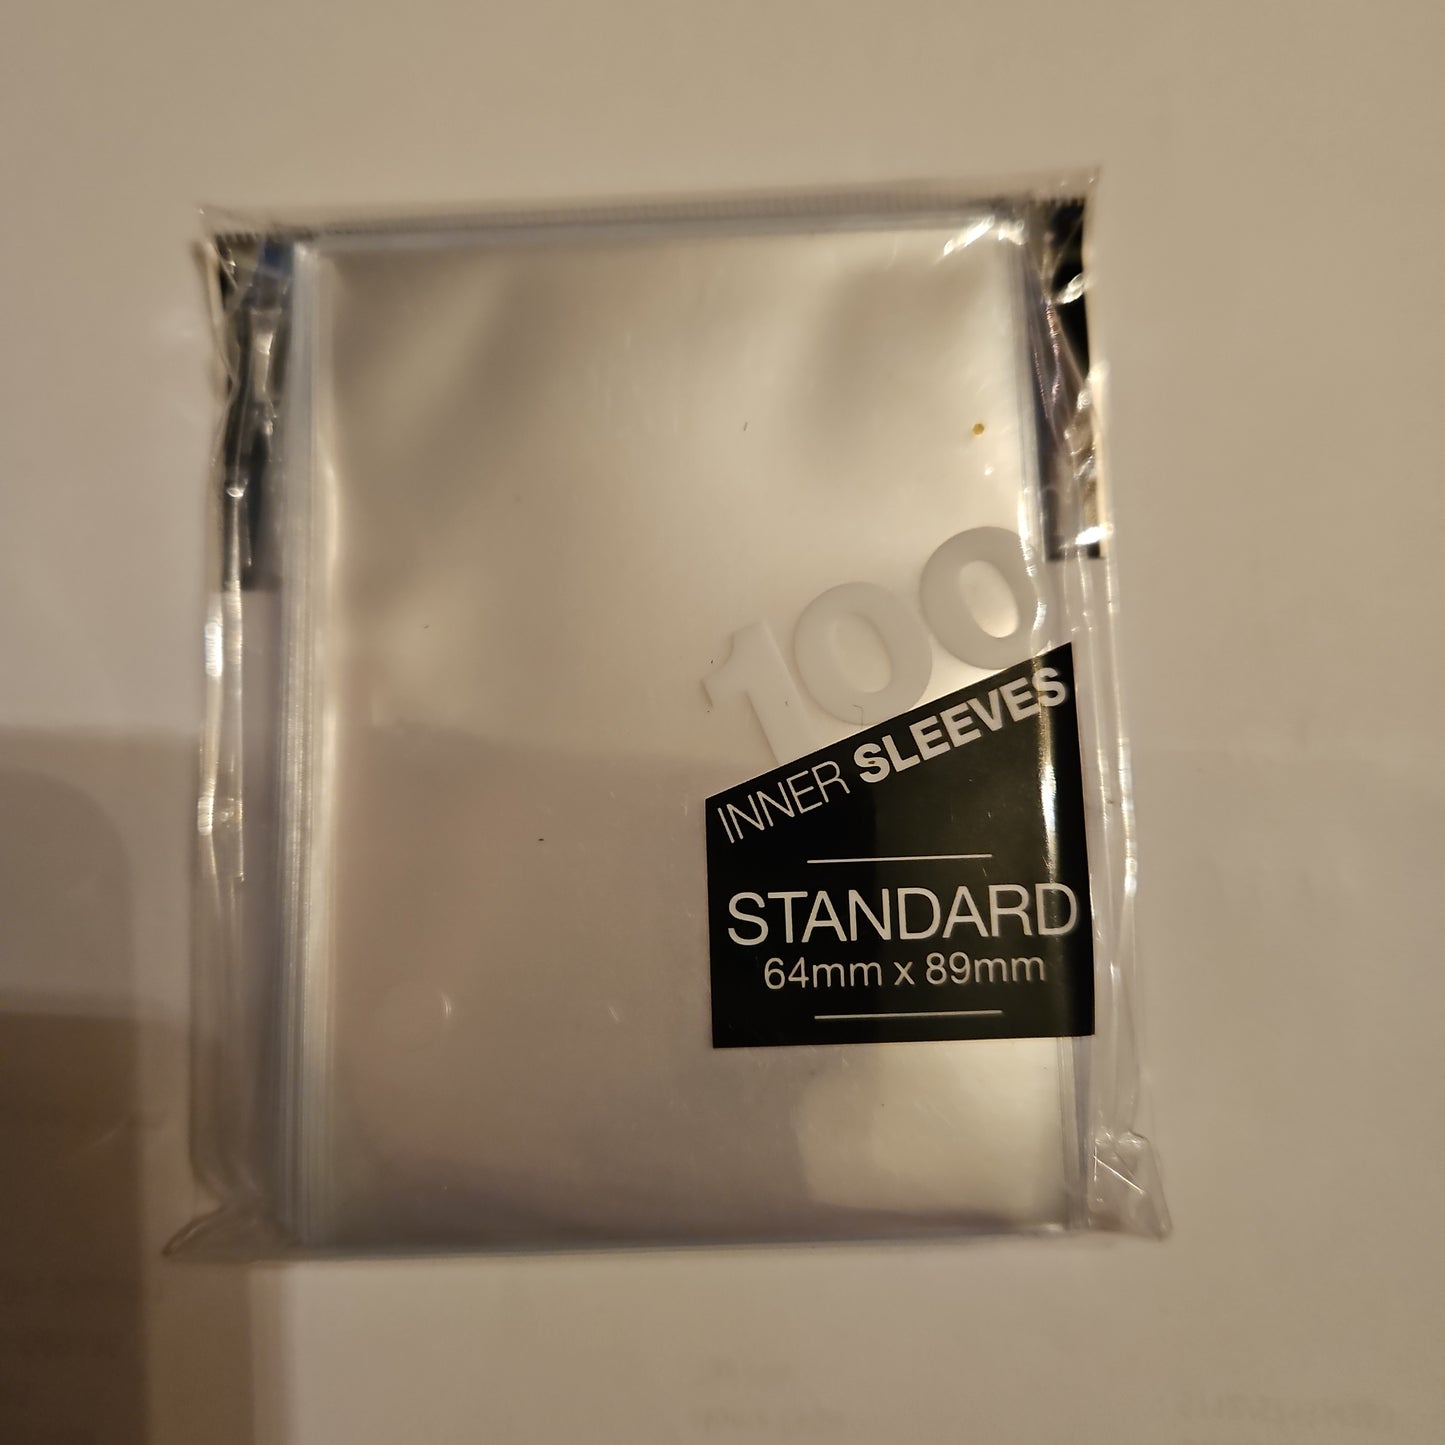 100
INNER SLEEVES
STANDARD
64mm x 89mm